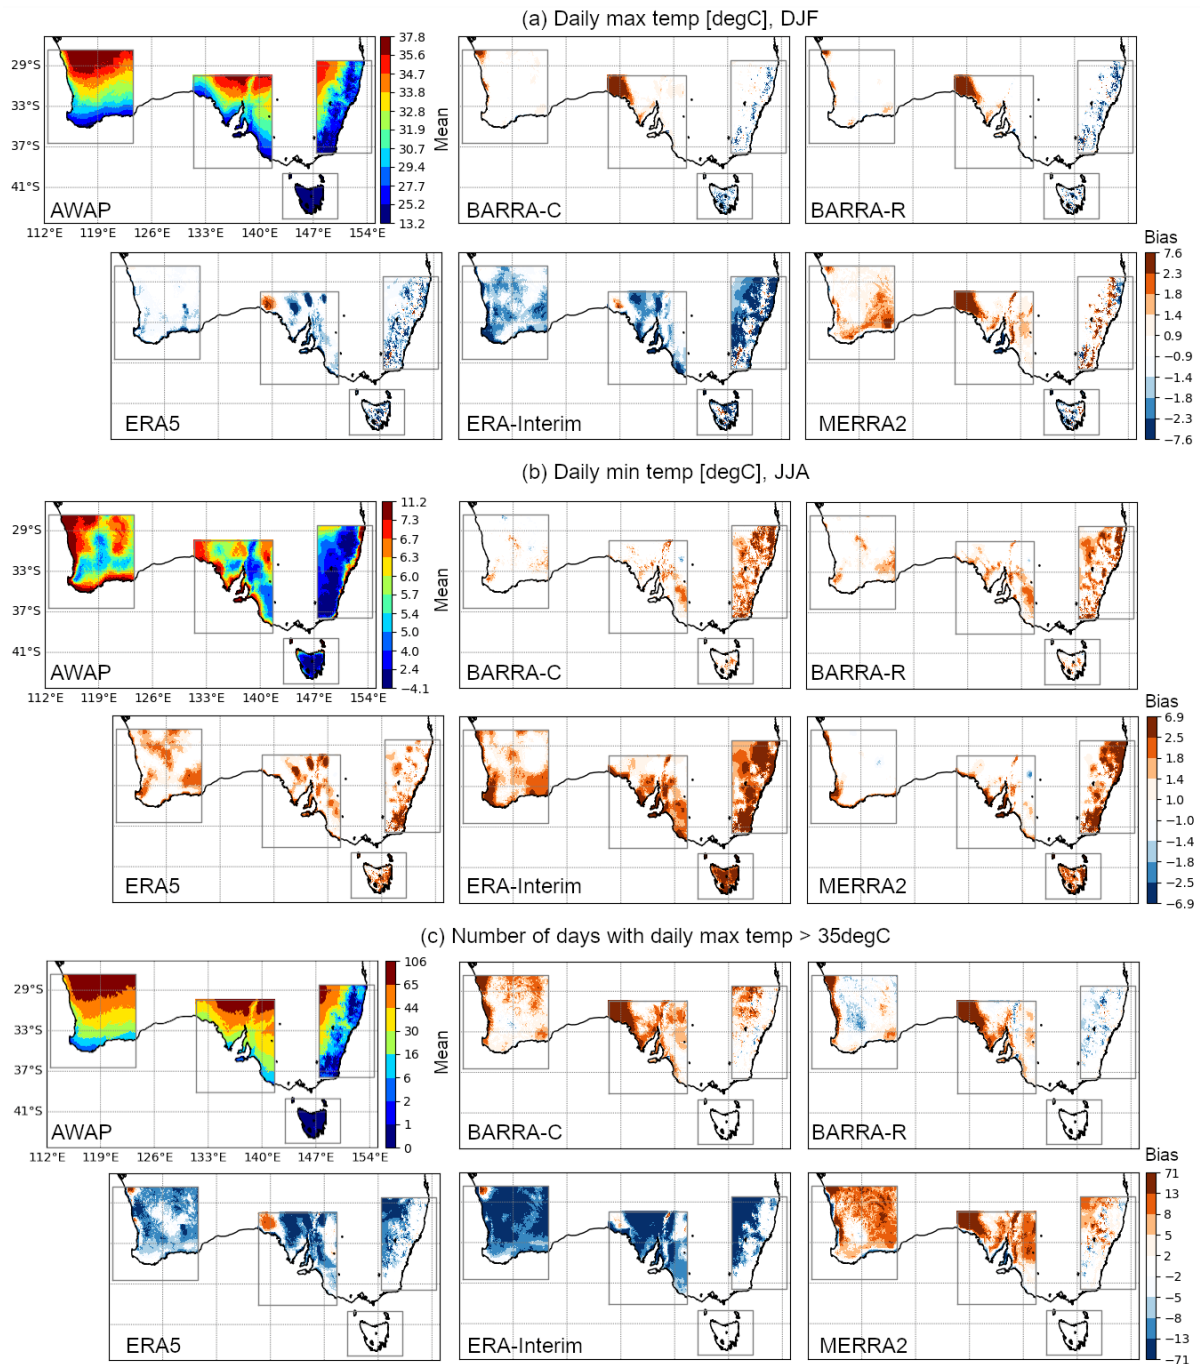 (a) Daily max temp [degC], DJF
37.8
35.6
34.7
33.8
32.8
31.9
30.7
29.4
27.7
25.2
13.2
Mean
29°S
33°S
37°S
41°S
AWAP
BARRA-C
BARRA-R
112°E 119°E 126°E 133°E 140°E 147°E 154°E
Bias
7.6
2.3
1.8
1.4
0.9
−0.9
−1.4
−1.8
−2.3
−7.6
ERA5
ERA-Interim
MERRA2
(b) Daily min temp [degC], JJA
11.2
7.3
6.7
6.3
6.0
5.7
5.4
5.0
4.0
2.4
−4.1
Mean
29°S
33°S
37°S
41°S
AWAP
BARRA-C
BARRA-R
112°E 119°E 126°E 133°E 140°E 147°E 154°E
Bias
6.9
2.5
1.8
1.4
1.0
−1.0
−1.4
−1.8
−2.5
−6.9
ERA5
ERA-Interim
MERRA2
(c) Number of days with daily max temp > 35degC
106
65
44
30
16
6
2
1
0
Mean
29°S
33°S
37°S
41°S
AWAP
BARRA-C
BARRA-R
112°E 119°E 126°E 133°E 140°E 147°E 154°E
Bias
71
13
8
5
2
−2
−5
−8
−13
−71
ERA5
ERA-Interim
MERRA2